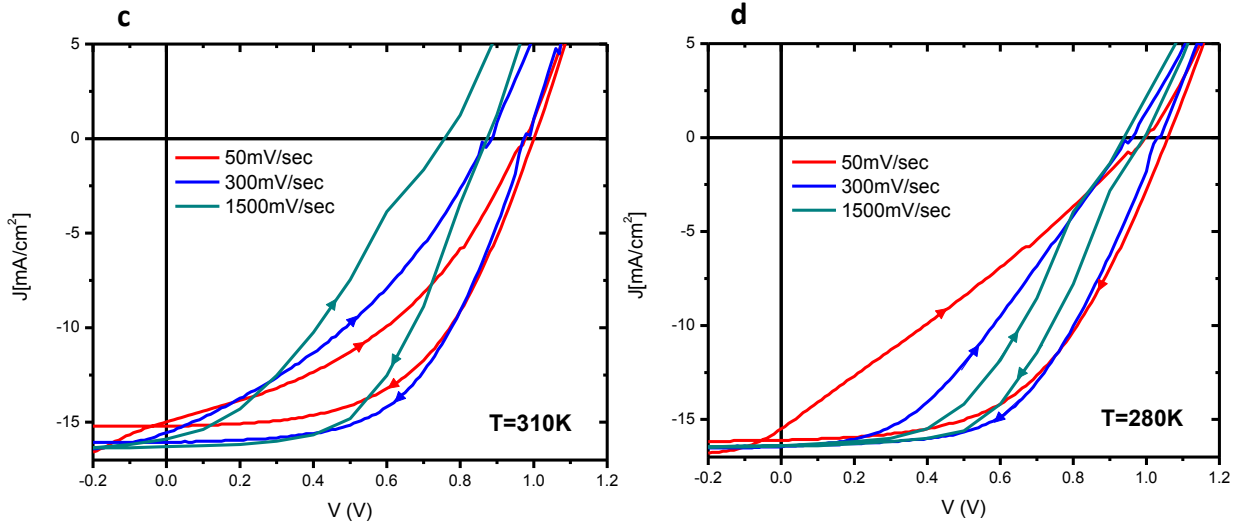 c
5
0
-5
-10
-15
J[mA/cm²]
50mV/sec
300mV/sec
1500mV/sec
T=310K
-0.2 0.0 0.2 0.4 0.6 0.8 1.0 1.2
V (V)
d
5
0
-5
-10
-15
J[mA/cm²]
50mV/sec
300mV/sec
1500mV/sec
T=280K
-0.2 0.0 0.2 0.4 0.6 0.8 1.0 1.2
V (V)